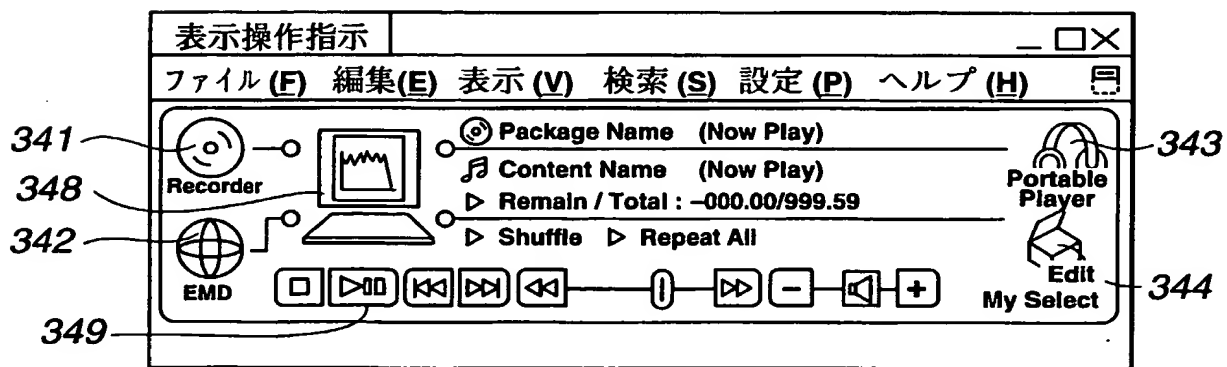 表示操作指示
ファイル (F) 編集(E) 表示 (V) 検索 (S) 設定 (P) ヘルプ (H)
341
Recorder
348
342
EMD
349
Package Name (Now Play)
Content Name (Now Play)
Remain / Total : –000.00/999.59
Shuffle Repeat All
343
Portable
Player
Edit
My Select
344